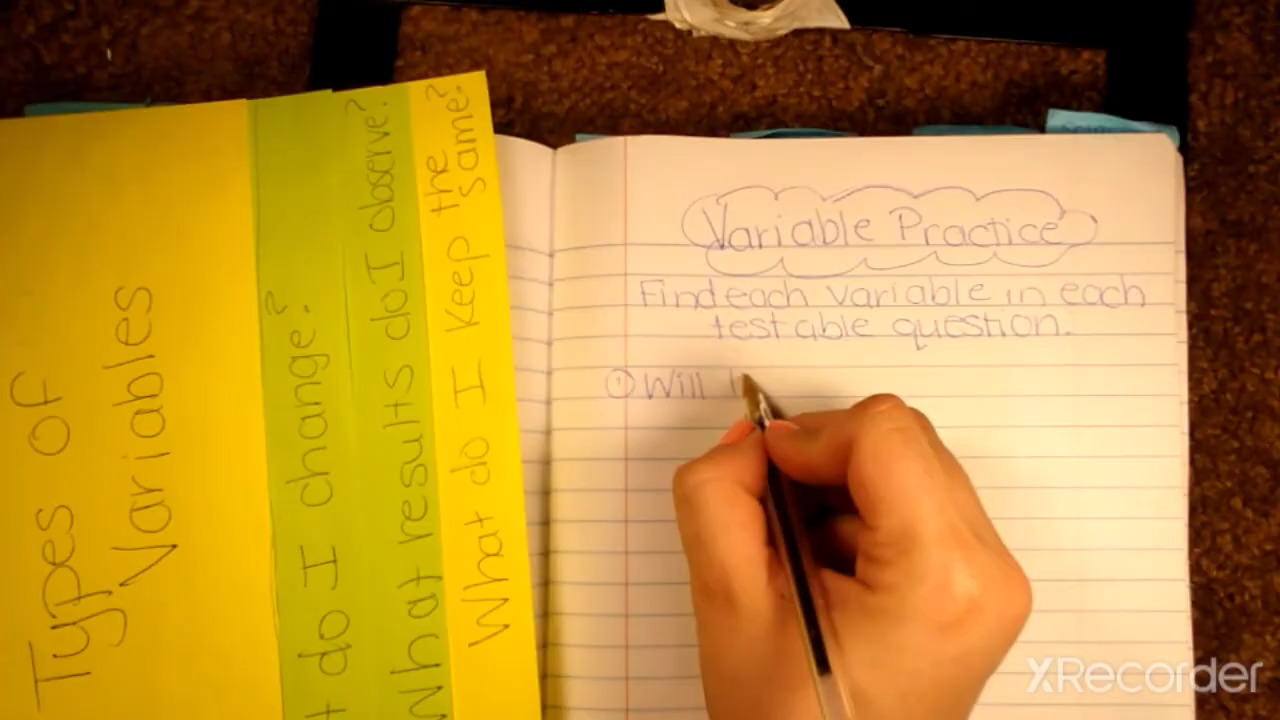 Types of
Variables
t do I change?
What results do I observe?
What do I keep the
same?
Variable Practice
Find each variable in each
testable question.
① Will
XRecorder